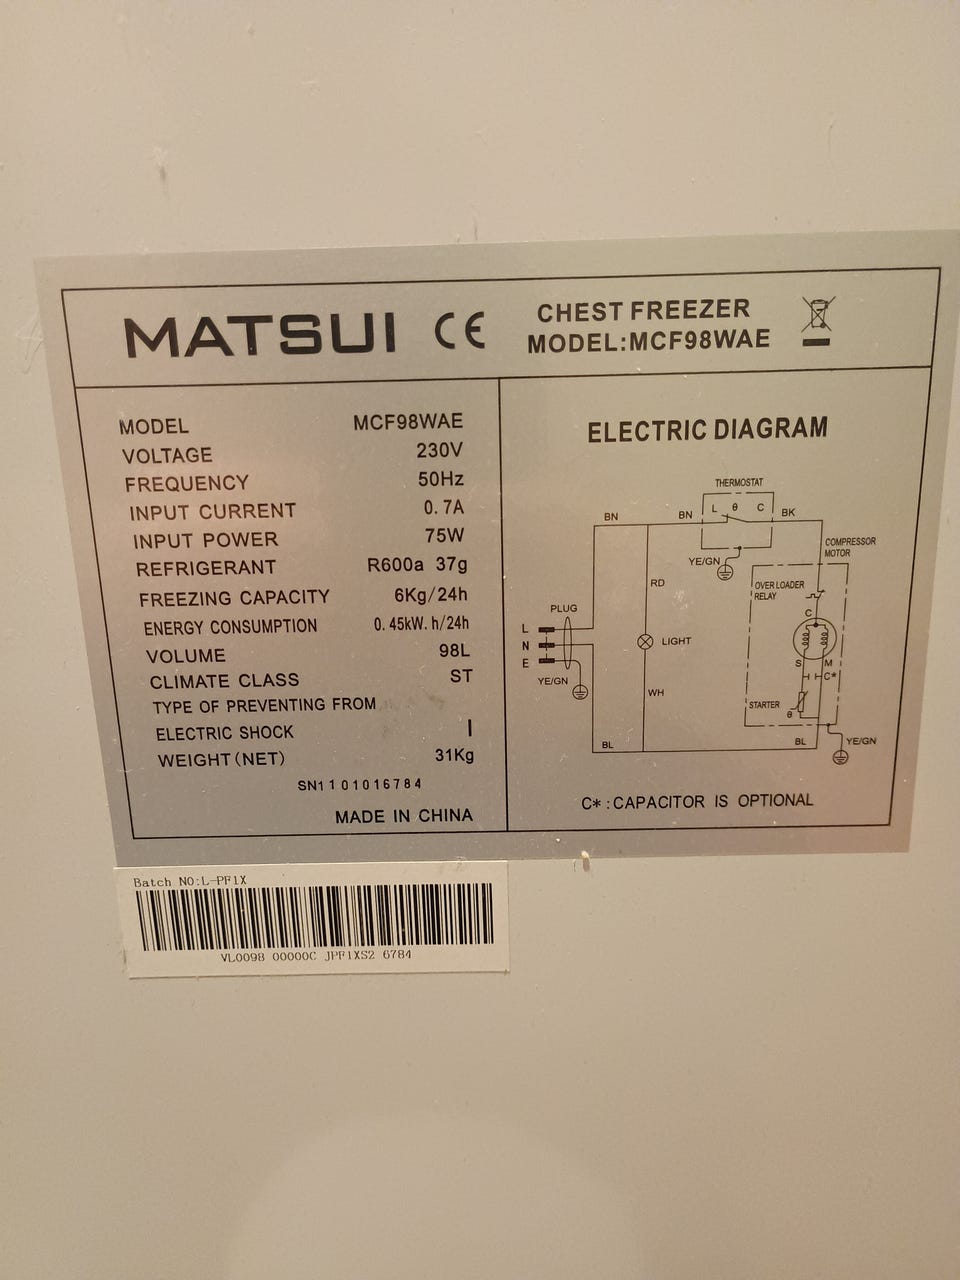 MATSUI CE
CHEST FREEZER
MODEL:MCF98WAE
MODEL MCF98WAE
VOLTAGE 230V
FREQUENCY 50Hz
INPUT CURRENT 0.7A
INPUT POWER 75W
REFRIGERANT R600a 37g
FREEZING CAPACITY 6Kg/24h
ENERGY CONSUMPTION 0.45kW.h/24h
VOLUME 98L
CLIMATE CLASS ST
TYPE OF PREVENTING FROM
ELECTRIC SHOCK I
WEIGHT(NET) 31Kg
SN1101016784
MADE IN CHINA
ELECTRIC DIAGRAM
THERMOSTAT
L θ C
BN
BN
BK
YE/GN
COMPRESSOR
MOTOR
RD
OVER LOADER
RELAY
PLUG
C
L
N
E
LIGHT
YE/GN
S M
C*
WH
STARTER
θ
BL
BL
YE/GN
C*:CAPACITOR IS OPTIONAL
Batch NO:L-PF1X
VL0098 00000C JPF1XS2 6784